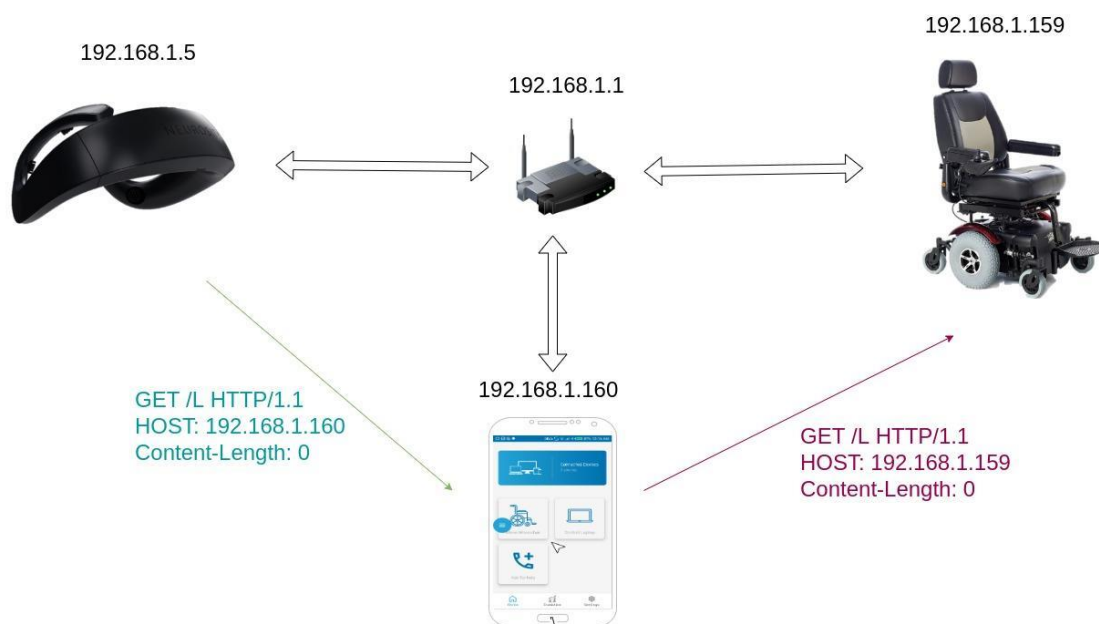 192.168.1.5
192.168.1.1
192.168.1.159
192.168.1.160
GET /L HTTP/1.1
HOST: 192.168.1.160
Content-Length: 0
GET /L HTTP/1.1
HOST: 192.168.1.159
Content-Length: 0